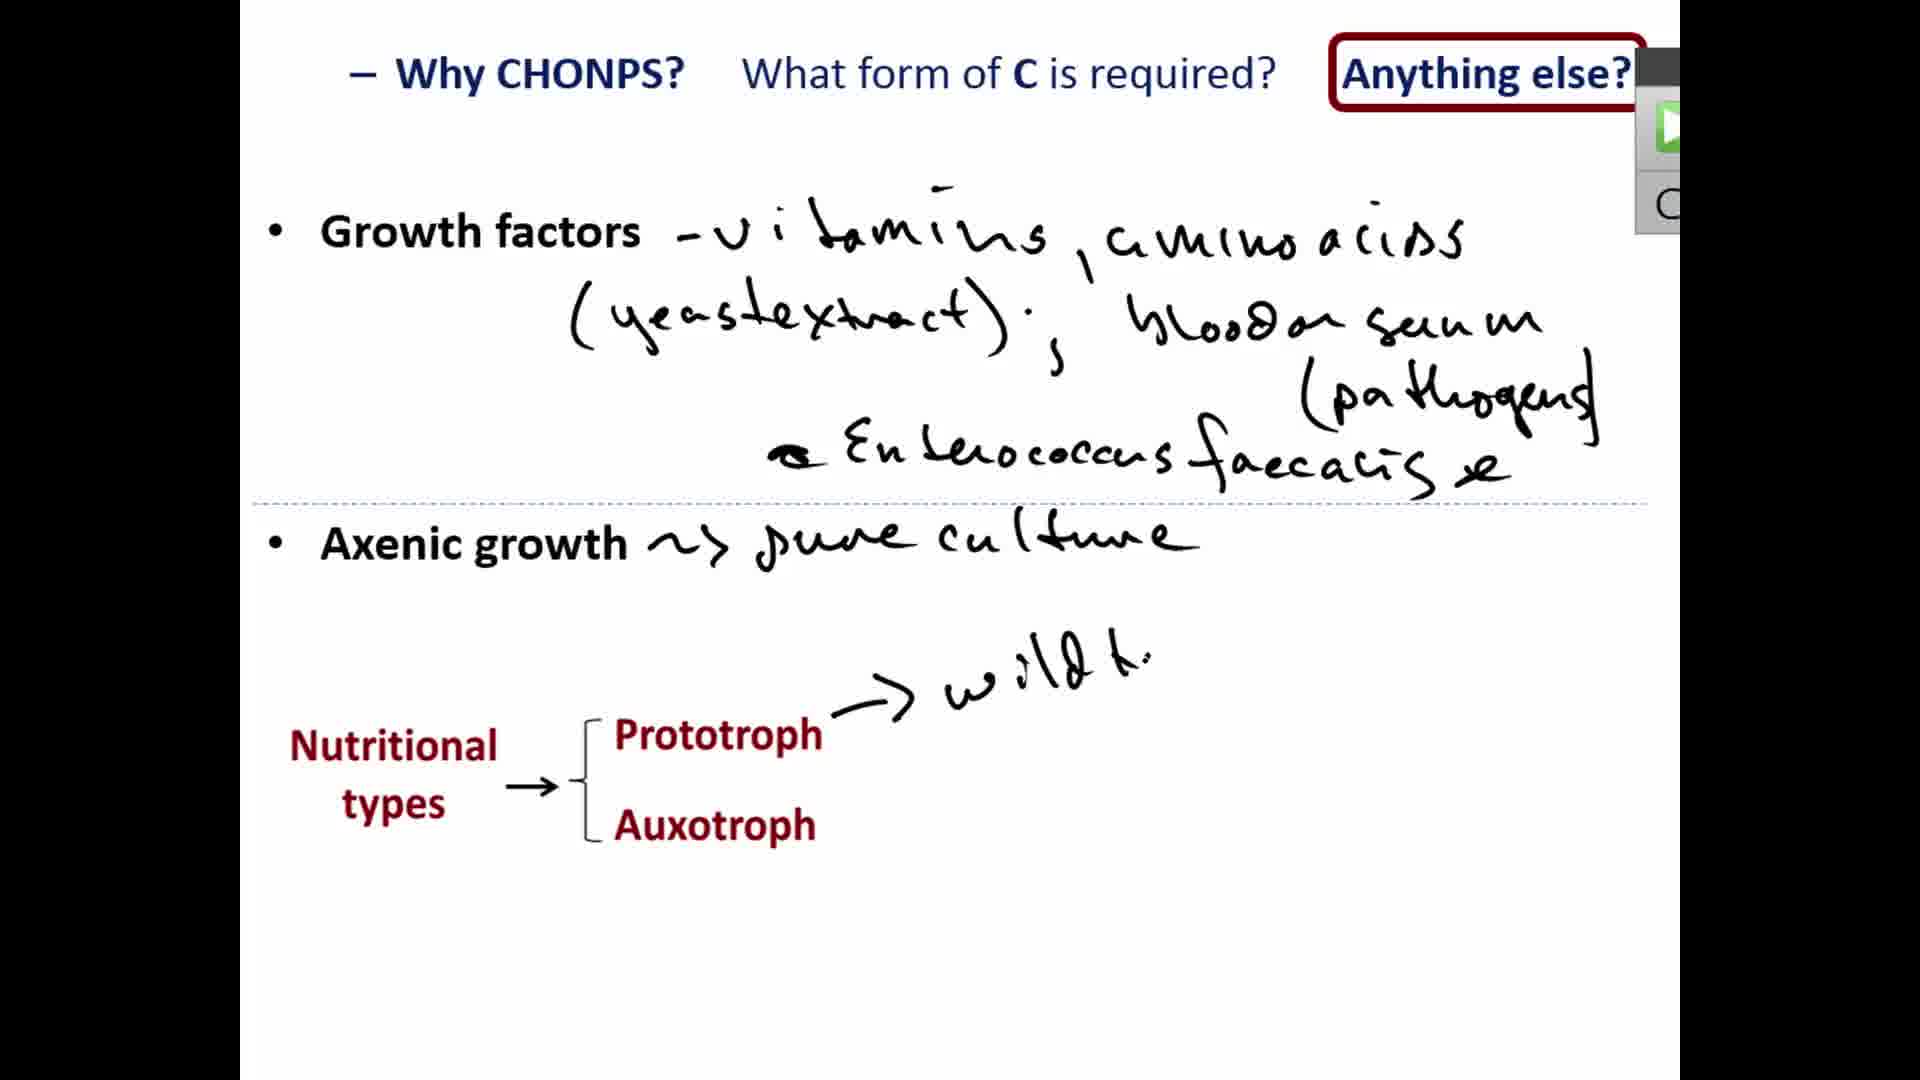 – Why CHONPS? What form of C is required? Anything else?
• Growth factors - vitamins, amino acids
(yeast extract); blood or serum
(pathogens)
- Enterococcus faecalis
• Axenic growth ~> pure culture
→ wild t
Nutritional types → Prototroph
Auxotroph